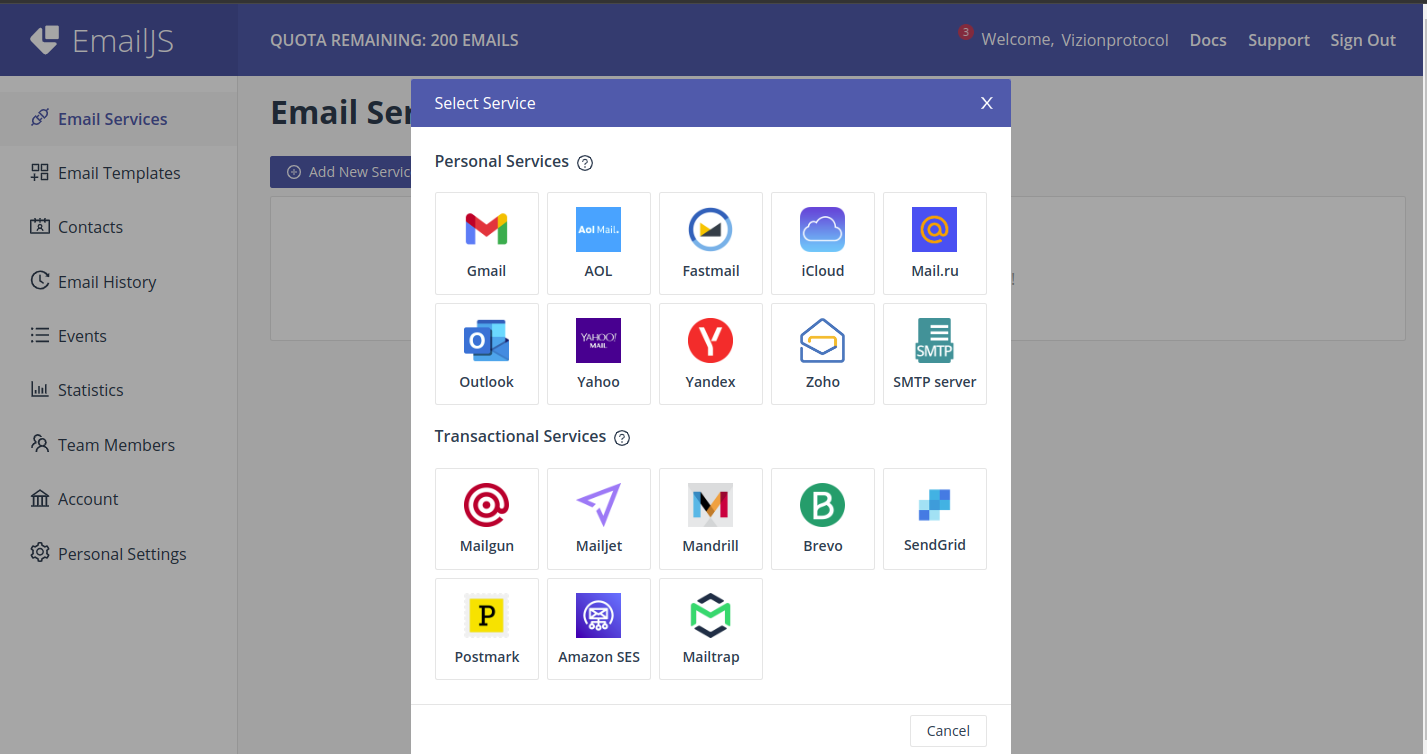 EmailJS
QUOTA REMAINING: 200 EMAILS
3
Welcome, Vizionprotocol
Docs
Support
Sign Out
Email Services
Email Templates
Contacts
Email History
Events
Statistics
Team Members
Account
Personal Settings
Email Ser
Add New Servic
!
Select Service
X
Personal Services ?
Gmail
Aol Mail.
AOL
Fastmail
iCloud
@
Mail.ru
O
Outlook
YAHOO!
MAIL
Yahoo
Y
Yandex
Zoho
SMTP
SMTP server
Transactional Services ?
@
Mailgun
Mailjet
M
Mandrill
B
Brevo
SendGrid
P
Postmark
Amazon SES
Mailtrap
Cancel